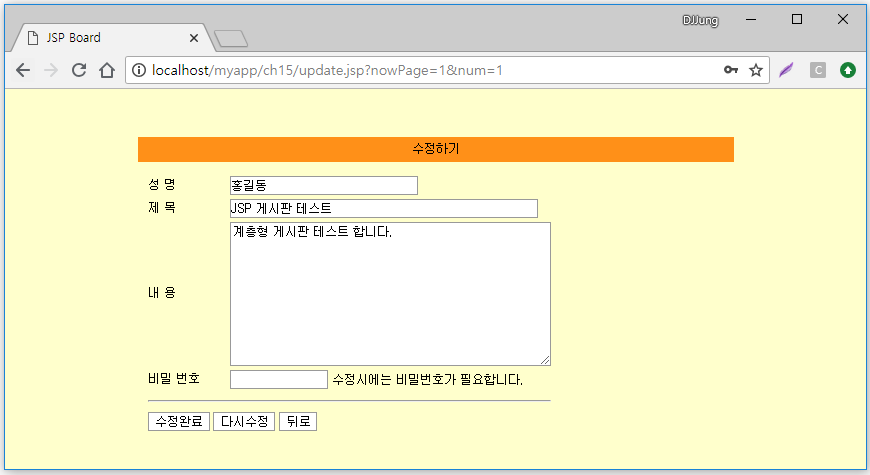 DJJung
JSP Board
localhost/myapp/ch15/update.jsp?nowPage=1&num=1
C
수정하기
성 명 홍길동
제 목 JSP 게시판 테스트
계층형 게시판 테스트 합니다.
내 용
비밀 번호 수정시에는 비밀번호가 필요합니다.
수정완료 다시수정 뒤로